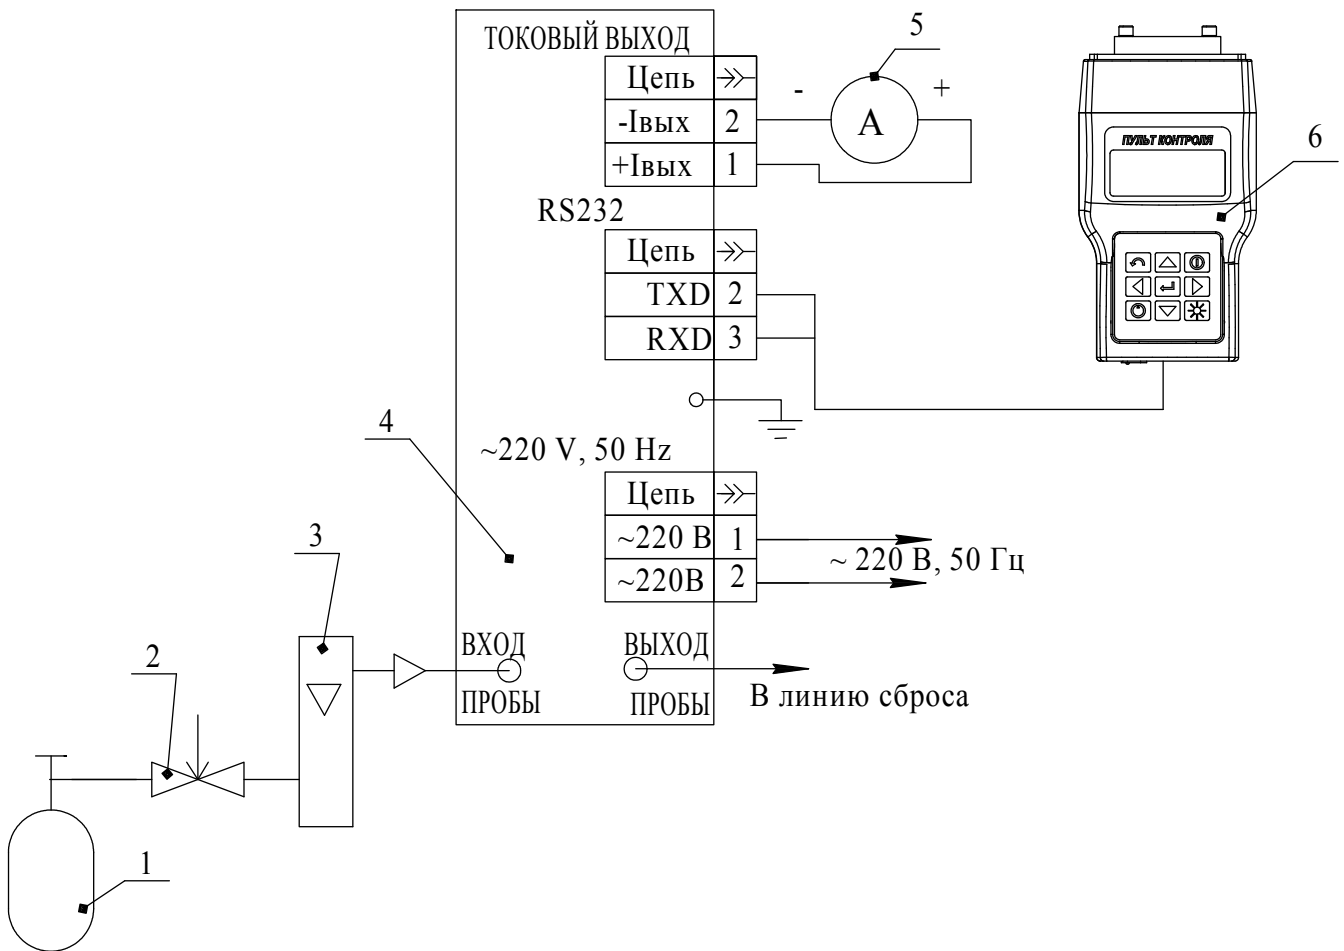 ТОКОВЫЙ ВЫХОД
Цепь
-Iвых 2
+Iвых 1
- A +
5
ПУЛЬТ КОНТРОЛЯ
6
RS232
Цепь
TXD 2
RXD 3
4
~220 V, 50 Hz
Цепь
~220 В 1
~220В 2
~ 220 В, 50 Гц
3
ВХОД
ПРОБЫ
ВЫХОД
ПРОБЫ
В линию сброса
2
1